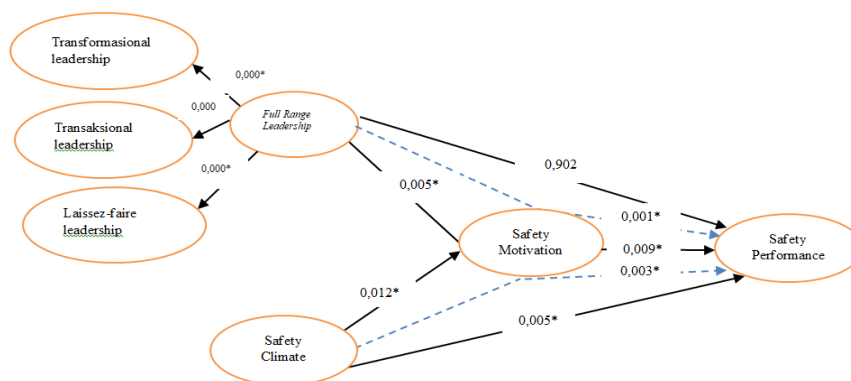 Transformasional
leadership
0,000*
Full Range
Leadership
0,000
Transaksional
leadership
0,902
0,000*
0,005*
Laissez-faire
leadership
0,001*
Safety
Motivation
0,009*
Safety
Performance
0,003*
0,012*
0,005*
Safety
Climate